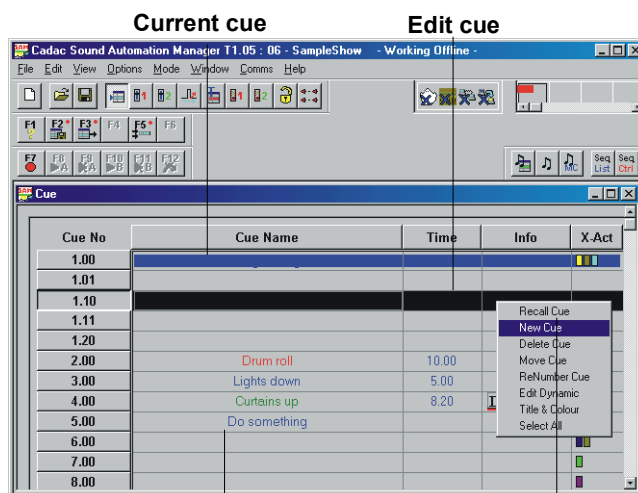 Current cue Edit cue
Cadac Sound Automation Manager T1.05 : 06 - SampleShow - Working Offline -
File Edit View Options Mode Window Comms Help
F1 F2 F3 F4 F5 F6
F7 F8 F9 F10 F11 F12
A A B B X
MC Seq List Seq Ctrl
Cue
Cue No Cue Name Time Info X-Act
1.00
1.01
1.10
1.11
1.20
2.00 Drum roll 10.00
3.00 Lights down 5.00
4.00 Curtains up 8.20 I
5.00 Do something
6.00
7.00
8.00
Recall Cue
New Cue
Delete Cue
Move Cue
ReNumber Cue
Edit Dynamic
Title & Colour
Select All